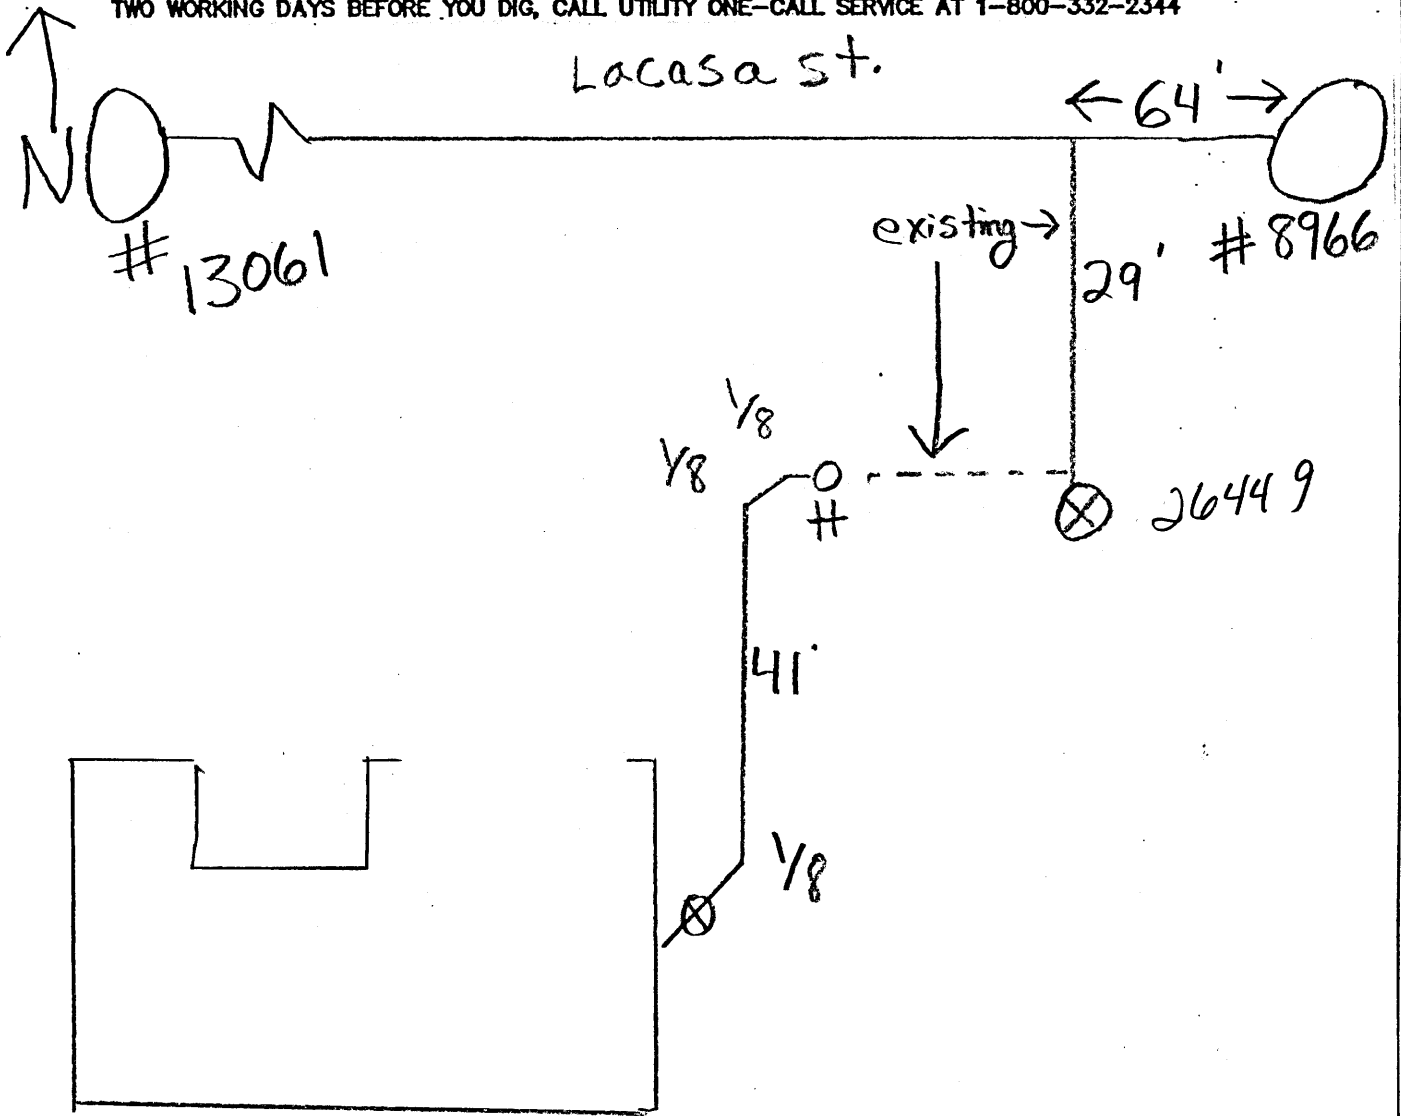 TWO WORKING DAYS BEFORE YOU DIG, CALL UTILITY ONE-CALL SERVICE AT 1-800-332-2344
Lacasa St.
←64'→
N
existing→
#8966
#13061
29'
1/8
1/8
#
26449
41'
1/8